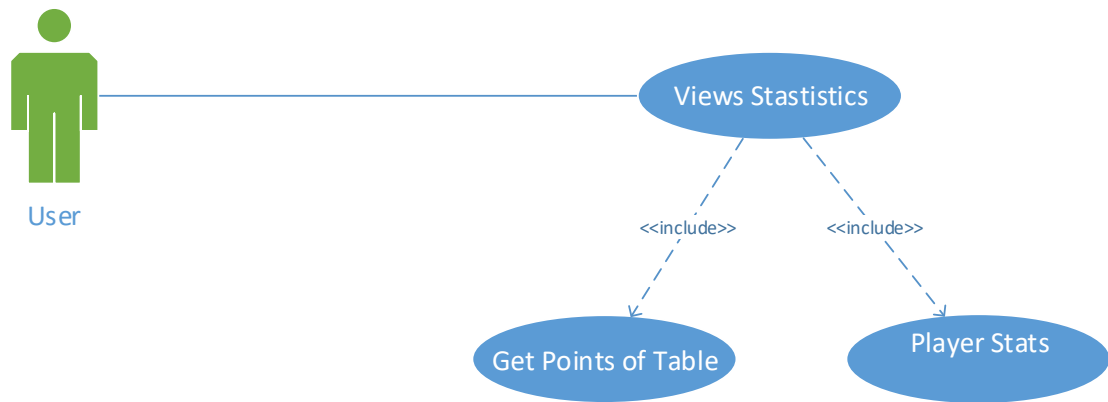 Views Stastistics
User
<<include>>
<<include>>
Get Points of Table
Player Stats